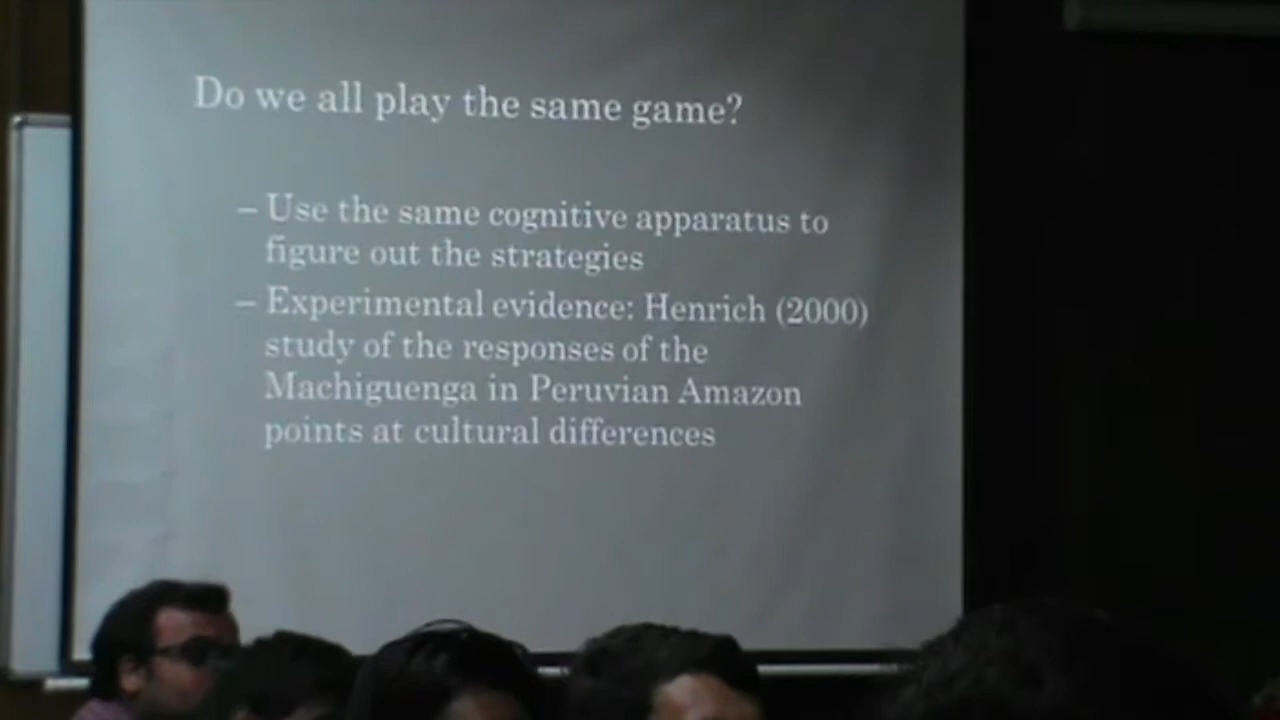 Do we all play the same game?
– Use the same cognitive apparatus to
figure out the strategies
– Experimental evidence: Henrich (2000)
study of the responses of the
Machiguenga in Peruvian Amazon
points at cultural differences